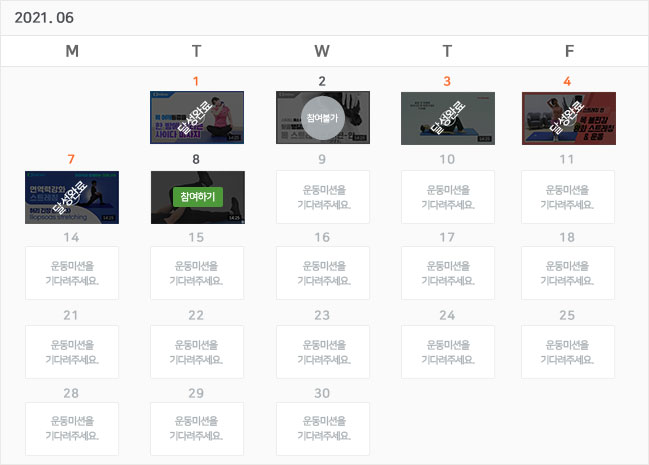 2021. 06
M T W T F
1 2 3 4
달성완료
참여불가
달성완료
달성완료
7 8 9 10 11
달성완료
면역력강화
스트레칭
허리 긴장
Iliopsoas stretching
14:25
참여하기
14:25
운동미션을
기다려주세요.
운동미션을
기다려주세요.
운동미션을
기다려주세요.
14 15 16 17 18
운동미션을
기다려주세요.
운동미션을
기다려주세요.
운동미션을
기다려주세요.
운동미션을
기다려주세요.
운동미션을
기다려주세요.
21 22 23 24 25
운동미션을
기다려주세요.
운동미션을
기다려주세요.
운동미션을
기다려주세요.
운동미션을
기다려주세요.
운동미션을
기다려주세요.
28 29 30
운동미션을
기다려주세요.
운동미션을
기다려주세요.
운동미션을
기다려주세요.